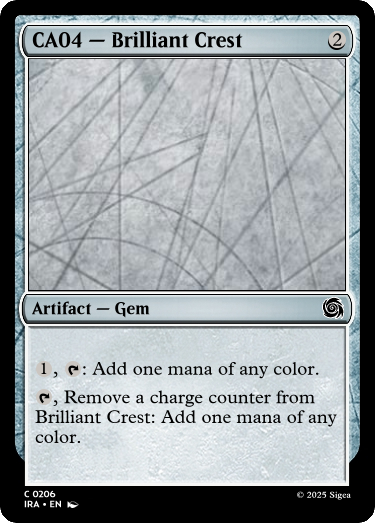 CA04 — Brilliant Crest 2
Artifact — Gem
1, : Add one mana of any color.
, Remove a charge counter from
Brilliant Crest: Add one mana of any
color.
C 0206
IRA • EN
© 2025 Sigea